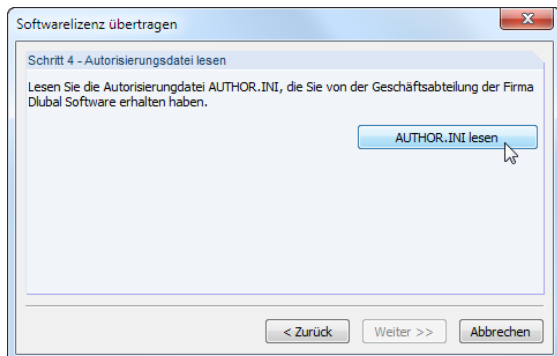 Softwarelizenz übertragen
Schritt 4 - Autorisierungsdatei lesen
Lesen Sie die Autorisierungdatei AUTHOR.INI, die Sie von der Geschäftsabteilung der Firma
Dlubal Software erhalten haben.
AUTHOR.INI lesen
< Zurück
Weiter >>
Abbrechen